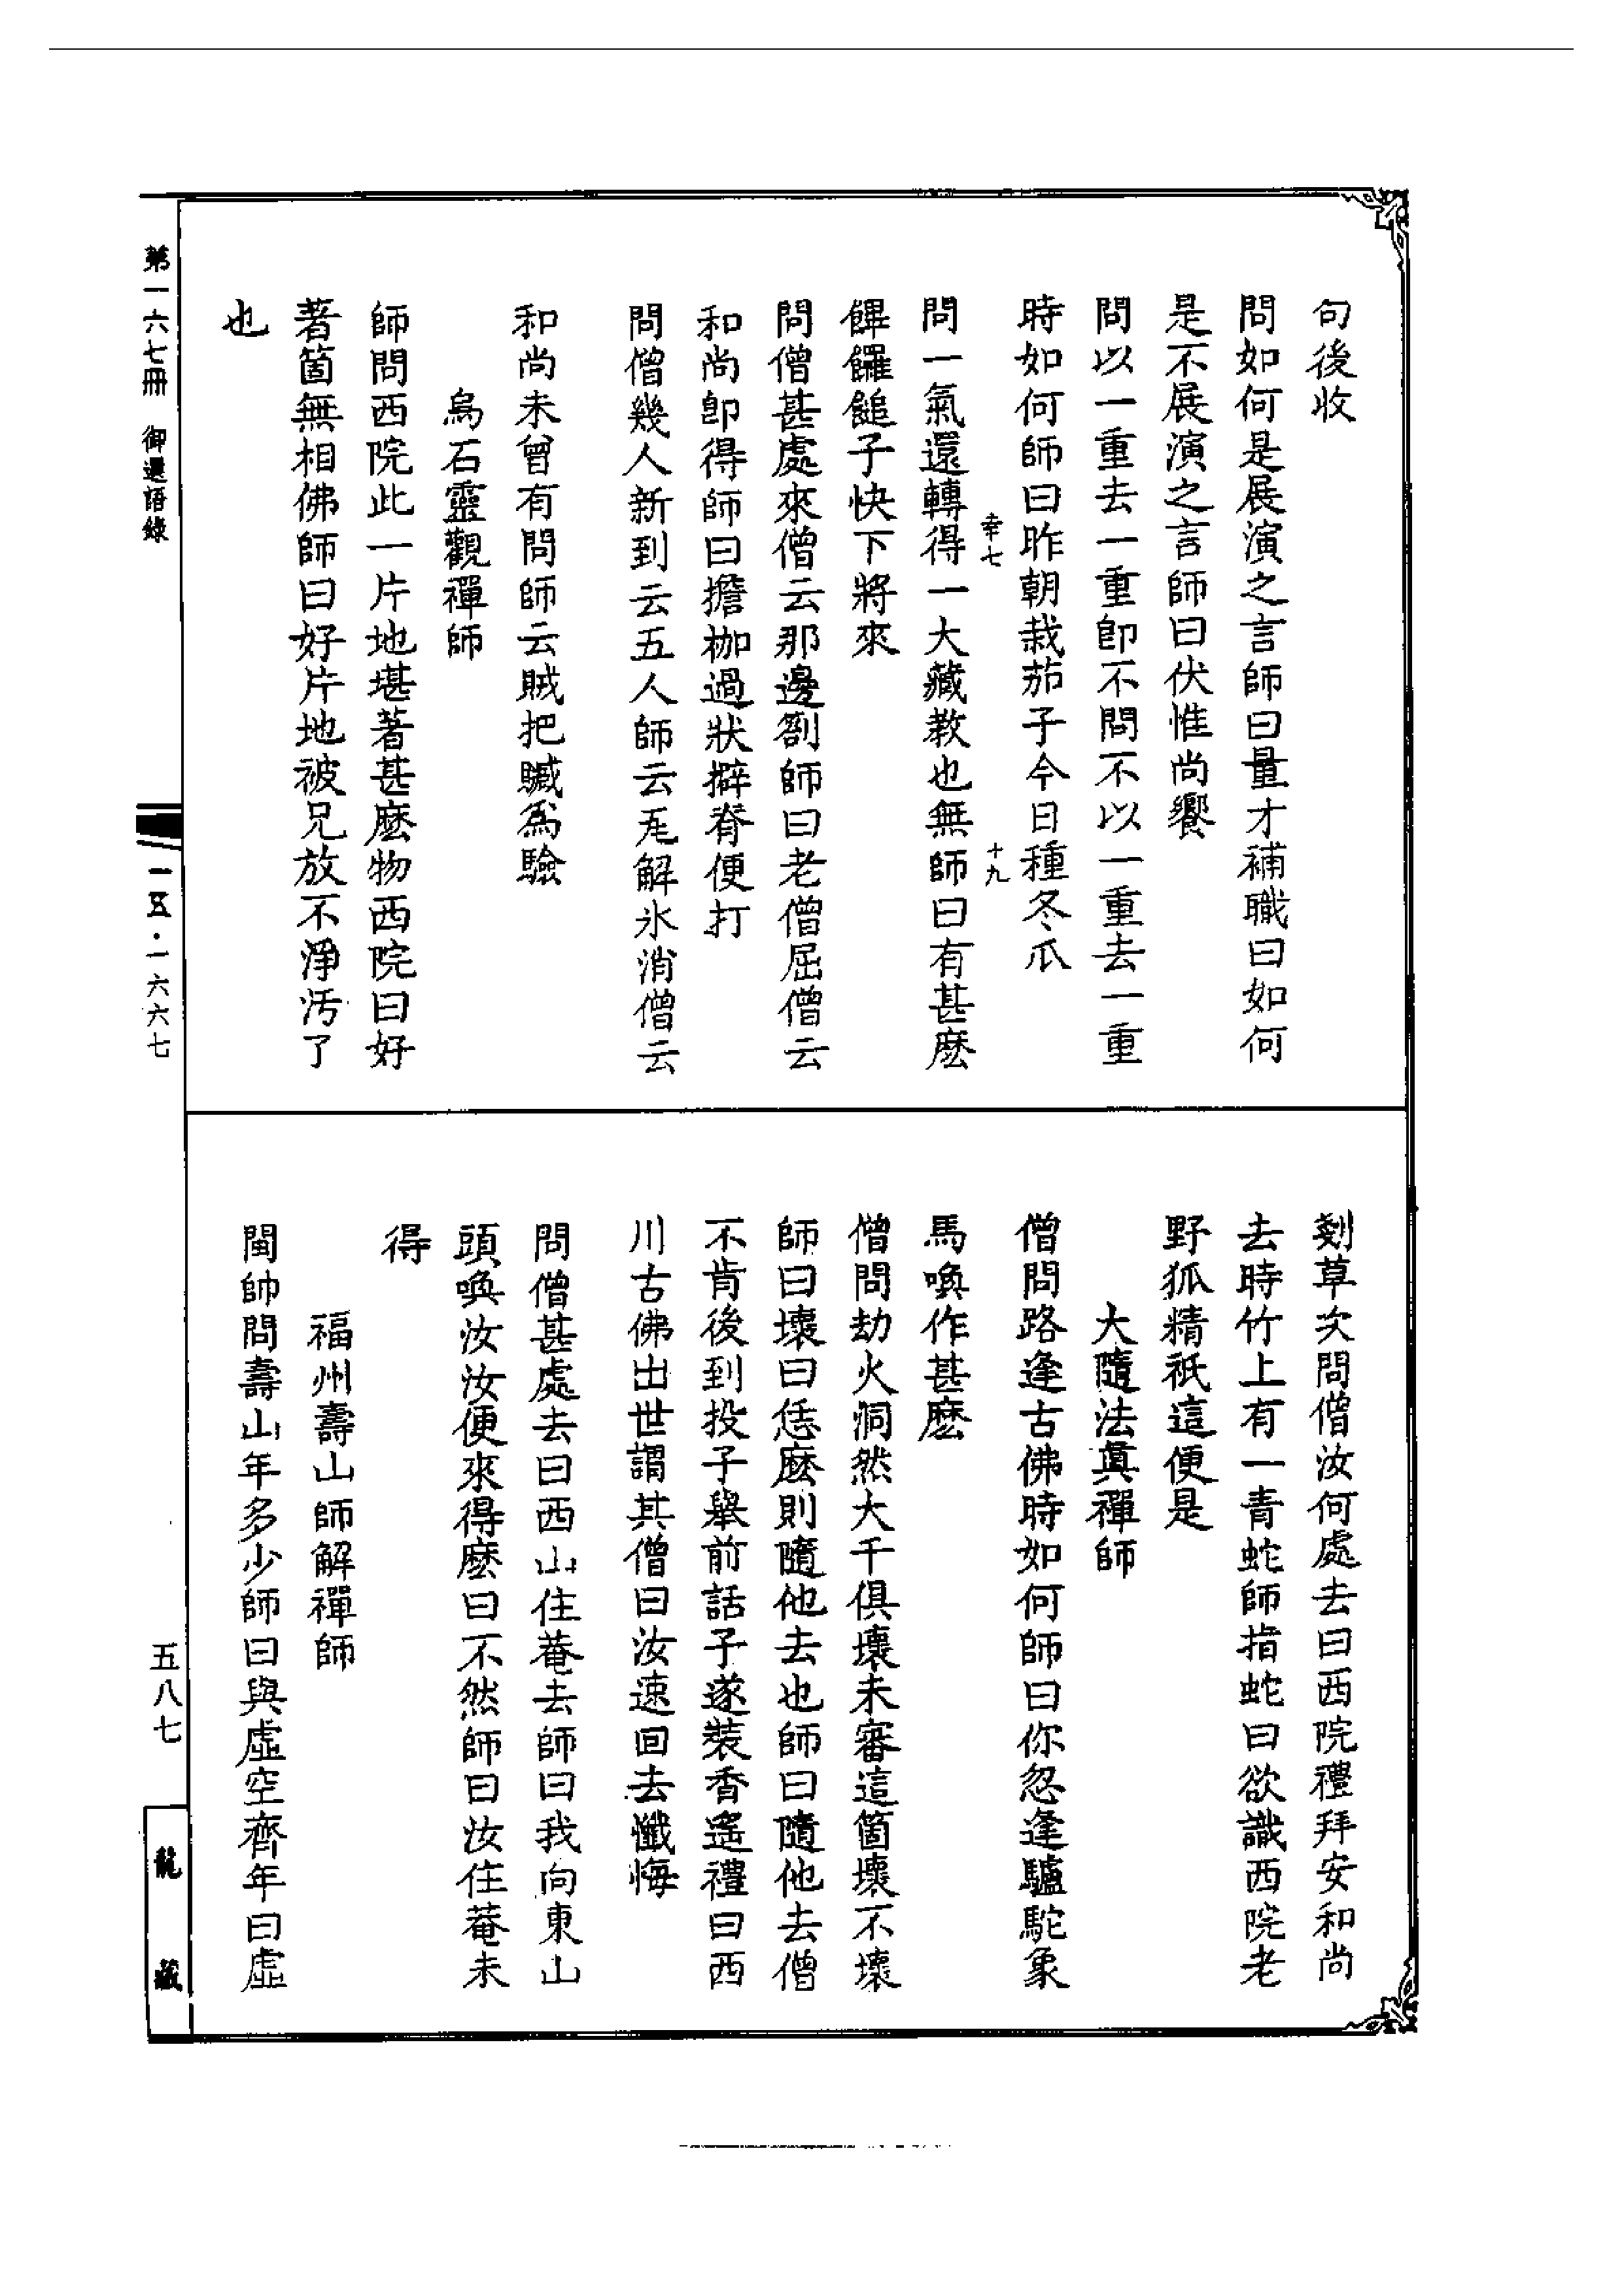 句後收
問如何是展演之言師曰量才補職曰如何
是不展演之言師曰伏惟尚饗
問以一重去一重卽不問不以一重去一重
時如何師曰昨朝栽茄子今日種冬瓜
幸七
十九
問一氣還轉得一大藏教也無師曰有甚麽
饆饠鎚子快下將來
問僧甚處來僧云那邊劄師曰老僧屈僧云
和尚卽得師曰擔枷過狀擗脊便打
問僧幾人新到云五人師云瓦解氷消僧云
和尚未曾有問師云賊把贓爲驗
烏石靈觀禪師
師問西院此一片地堪著甚麽物西院曰好
著箇無相佛師曰好片地被兄放不淨汚了
也
剗草次問僧汝何處去曰西院禮拜安和尚
去時竹上有一青蛇師指蛇曰欲識西院老
野狐精祇這便是
大隨法眞禪師
僧問路逢古佛時如何師曰你忽逢驢駝象
馬喚作甚麽
僧問劫火洞然大千俱壞未審這箇壞不壞
師曰壞曰恁麽則隨他去也師曰隨他去僧
不肯後到投子舉前話子遂裝香遙禮曰西
川古佛出世謂其僧曰汝速回去懺悔
問僧甚處去曰西山住菴去師曰我向東山
頭喚汝汝便來得麽曰不然師曰汝住菴未
得
福州壽山師解禪師
閩帥問壽山年多少師曰與虛空齊年曰虛
第一六七冊 御選語錄
一五五·一六六七
五八七
龍藏